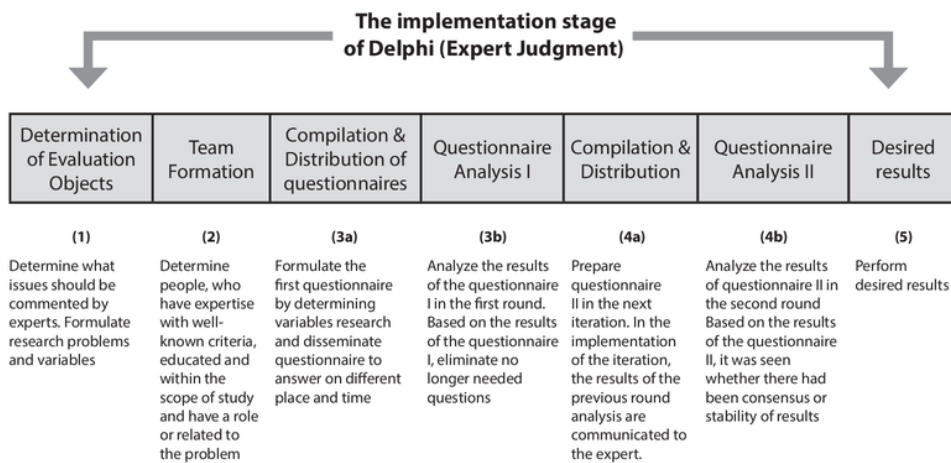 The implementation stage
of Delphi (Expert Judgment)
Determination
of Evaluation
Objects
Team
Formation
Compilation &
Distribution of
questionnaires
Questionnaire
Analysis I
Compilation &
Distribution
Questionnaire
Analysis II
Desired
results
(1)
(2)
(3a)
(3b)
(4a)
(4b)
(5)
Determine what
issues should be
commented by
experts. Formulate
research problems
and variables
Determine
people, who
have expertise
with well-
known criteria,
educated and
within the
scope of study
and have a role
or related to
the problem
Formulate the
first questionnaire
by determining
variables research
and disseminate
questionnaire to
answer on different
place and time
Analyze the results
of the questionnaire
I in the first round.
Based on the results
of the questionnaire
I, eliminate no
longer needed
questions
Prepare
questionnaire
II in the next
iteration. In the
implementation
of the iteration,
the results of the
previous round
analysis are
communicated to
the expert.
Analyze the results
of questionnaire II in
the second round
Based on the results
of the questionnaire
II, it was seen
whether there had
been consensus or
stability of results
Perform
desired results